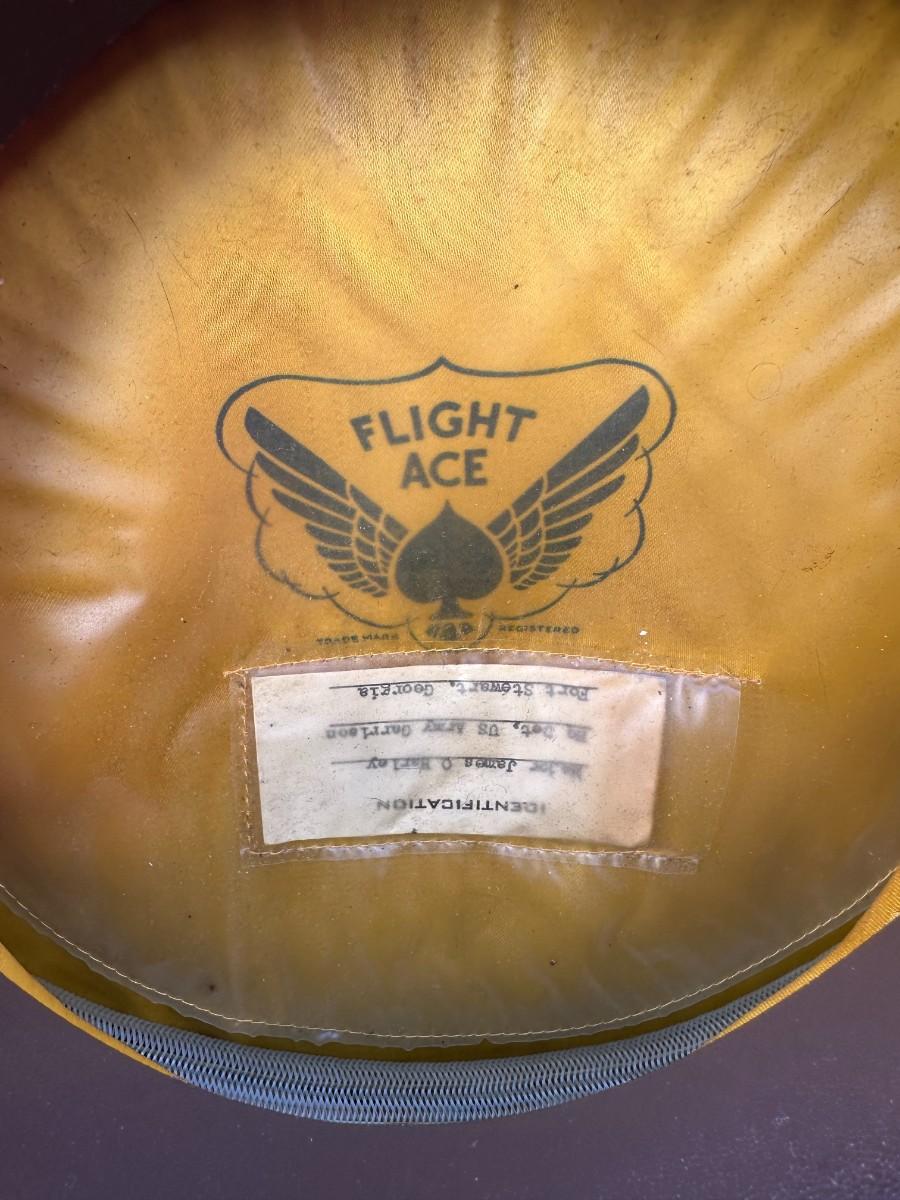 FLIGHT
ACE
TRADE MARK REGISTERED
IDENTIFICATION
Major James O Harley
Hq Det, US Army Garrison
Fort Stewart, Georgia